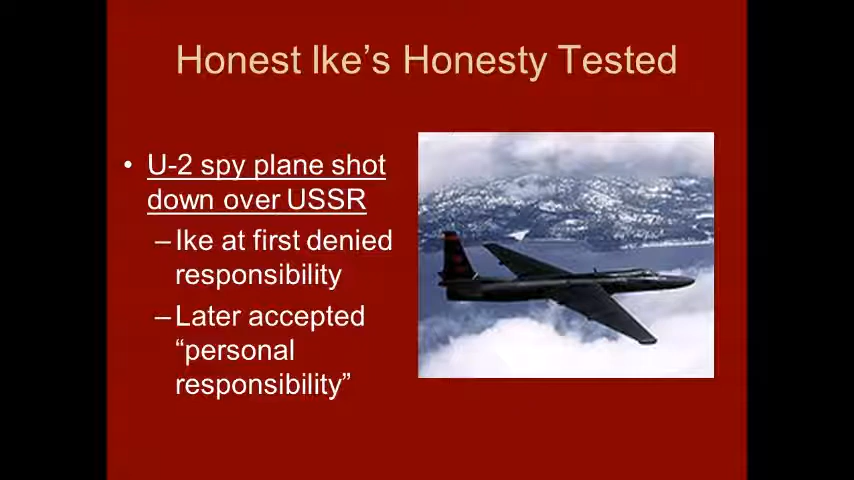 Honest Ike’s Honesty Tested
• U-2 spy plane shot
down over USSR
–Ike at first denied
responsibility
–Later accepted
“personal
responsibility”